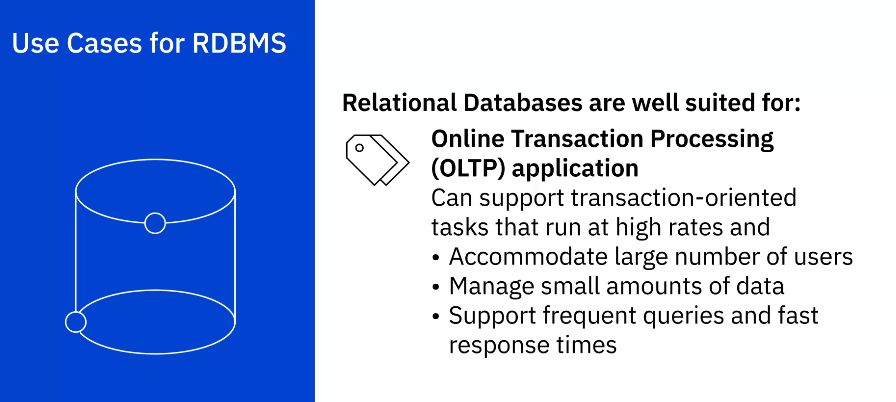 Use Cases for RDBMS
Relational Databases are well suited for:
Online Transaction Processing
(OLTP) application
Can support transaction-oriented
tasks that run at high rates and
• Accommodate large number of users
• Manage small amounts of data
• Support frequent queries and fast
response times